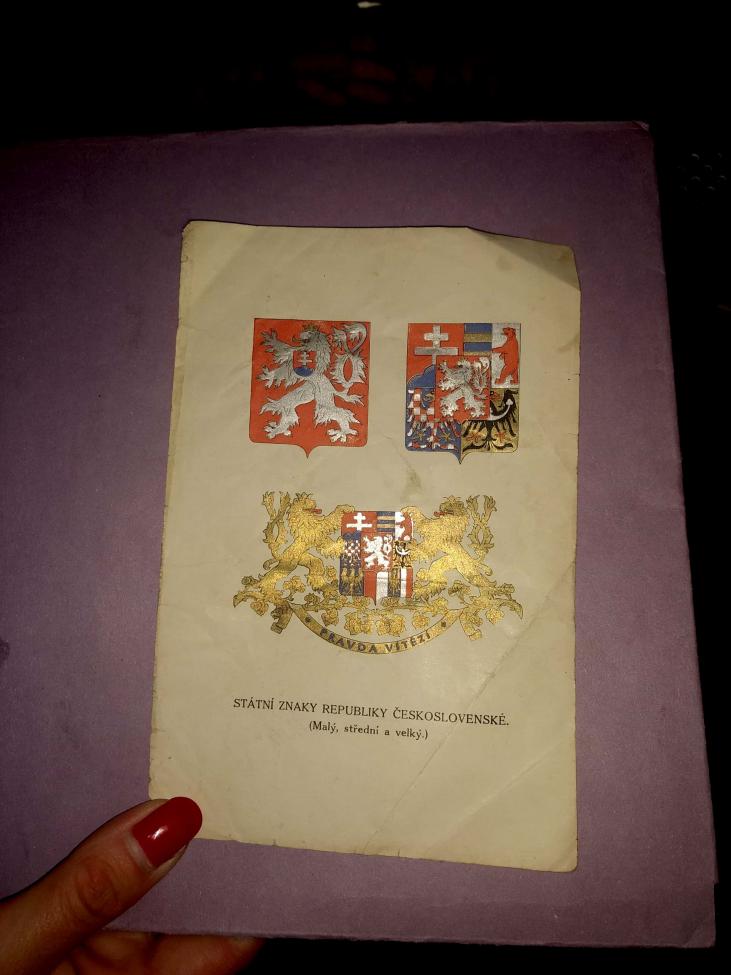 PRAVDA VÍTĚZÍ
STÁTNÍ ZNAKY REPUBLIKY ČESKOSLOVENSKÉ.
(Malý, střední a velký.)